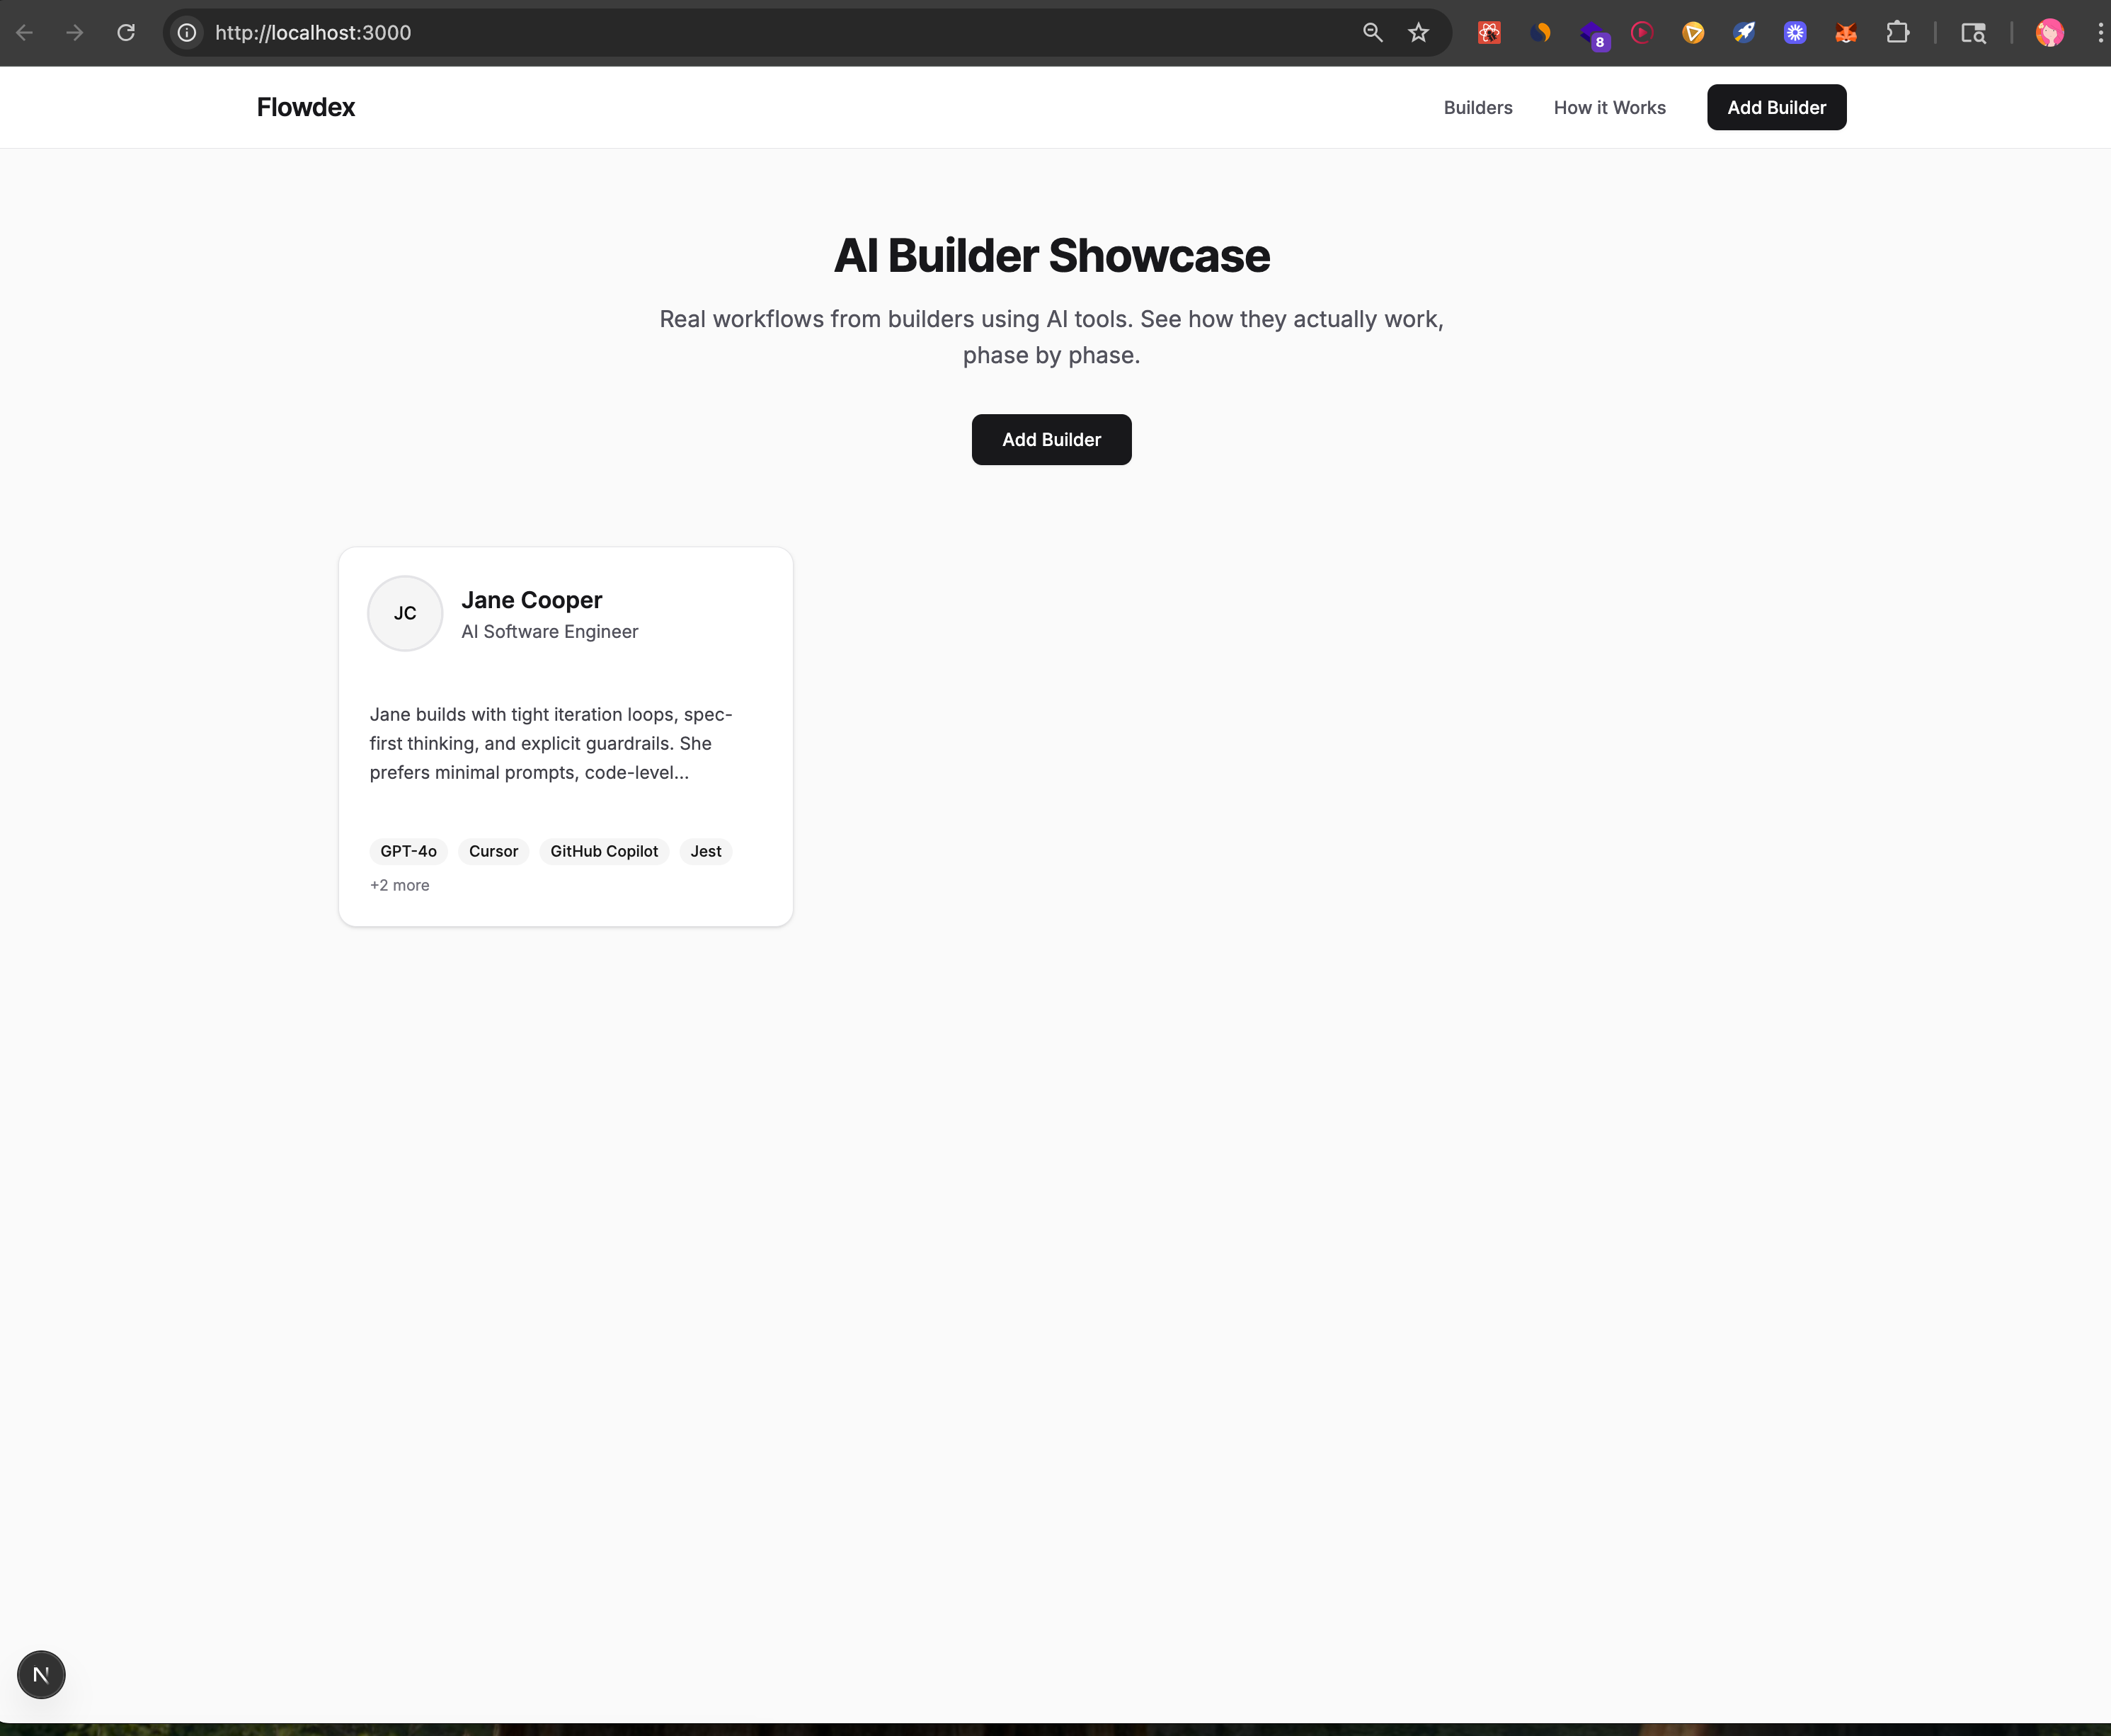 http://localhost:3000
8
Flowdex
Builders
How it Works
Add Builder
AI Builder Showcase
Real workflows from builders using AI tools. See how they actually work,
phase by phase.
Add Builder
JC
Jane Cooper
AI Software Engineer
Jane builds with tight iteration loops, spec-
first thinking, and explicit guardrails. She
prefers minimal prompts, code-level...
GPT-4o
Cursor
GitHub Copilot
Jest
+2 more
N